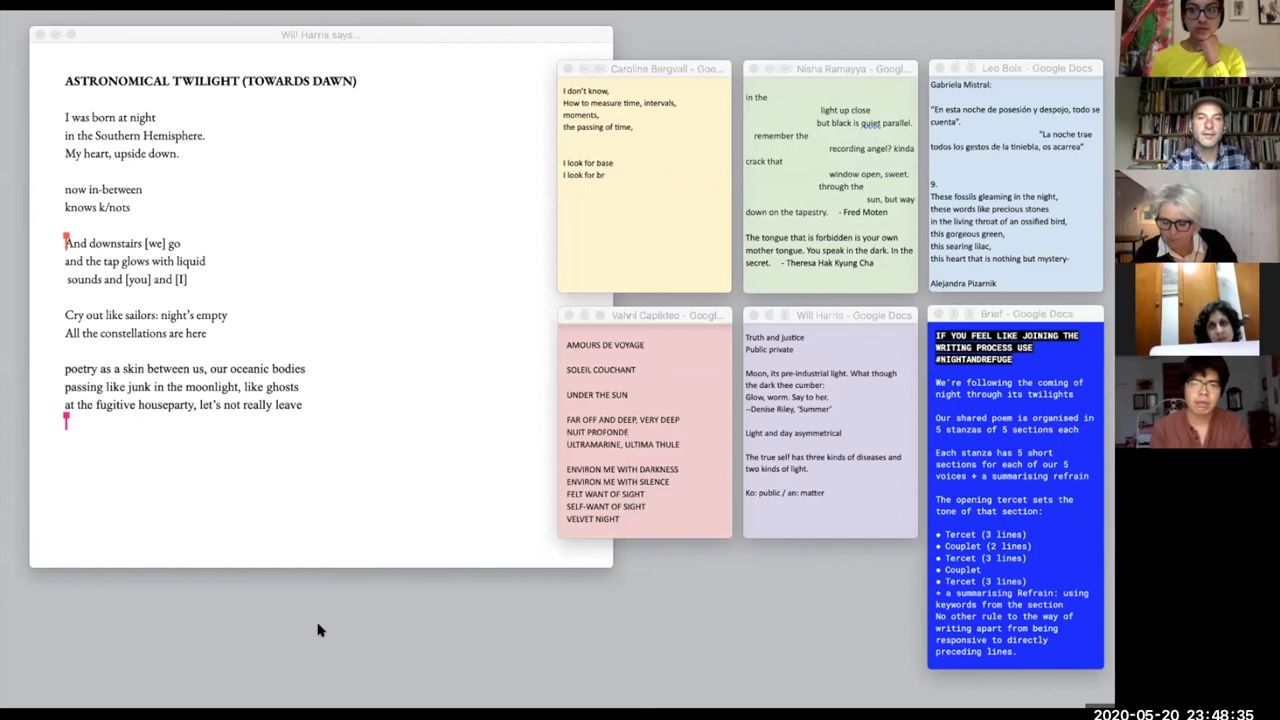 Will Harris says...
ASTRONOMICAL TWILIGHT (TOWARDS DAWN)
I was born at night
in the Southern Hemisphere.
My heart, upside down.
now in-between
knows k/nots
And downstairs [we] go
and the tap glows with liquid
sounds and [you] and [I]
Cry out like sailors: night's empty
All the constellations are here
poetry as a skin between us, our oceanic bodies
passing like junk in the moonlight, like ghosts
at the fugitive houseparty, let's not really leave
Caroline Bergvall - Goo...
I don't know,
How to measure time, intervals,
moments,
the passing of time,
I look for base
I look for br
Nisha Ramayya - Googl...
in the
light up close
but black is quiet parallel.
remember the
recording angel? kinda
crack that
window open, sweet.
through the
sun, but way
down on the tapestry. - Fred Moten
The tongue that is forbidden is your own
mother tongue. You speak in the dark. In the
secret. - Theresa Hak Kyung Cha
Leo Boix - Google Docs
Gabriela Mistral:
"En esta noche de posesión y despojo, todo se
cuenta".
"La noche trae
todos los gestos de la tiniebla, os acarrea"
9.
These fossils gleaming in the night,
these words like precious stones
in the living throat of an ossified bird,
this gorgeous green,
this searing lilac,
this heart that is nothing but mystery-
Alejandra Pizarnik
Vahni Capildeo - Googl...
AMOURS DE VOYAGE
SOLEIL COUCHANT
UNDER THE SUN
FAR OFF AND DEEP, VERY DEEP
NUIT PROFONDE
ULTRAMARINE, ULTIMA THULE
ENVIRON ME WITH DARKNESS
ENVIRON ME WITH SILENCE
FELT WANT OF SIGHT
SELF-WANT OF SIGHT
VELVET NIGHT
Will Harris - Google Docs
Truth and justice
Public private
Moon, its pre-industrial light. What though
the dark thee cumber:
Glow, worm. Say to her.
--Denise Riley, 'Summer'
Light and day asymmetrical
The true self has three kinds of diseases and
two kinds of light.
Ko: public / an: matter
Brief - Google Docs
IF YOU FEEL LIKE JOINING THE
WRITING PROCESS USE
#NIGHTANDREFUGE
We're following the coming of
night through its twilights
Our shared poem is organised in
5 stanzas of 5 sections each
Each stanza has 5 short
sections for each of our 5
voices + a summarising refrain
The opening tercet sets the
tone of that section:
● Tercet (3 lines)
● Couplet (2 lines)
● Tercet (3 lines)
● Couplet
● Tercet (3 lines)
+ a summarising Refrain: using
keywords from the section
No other rule to the way of
writing apart from being
responsive to directly
preceding lines.
2020-05-20 23:48:35